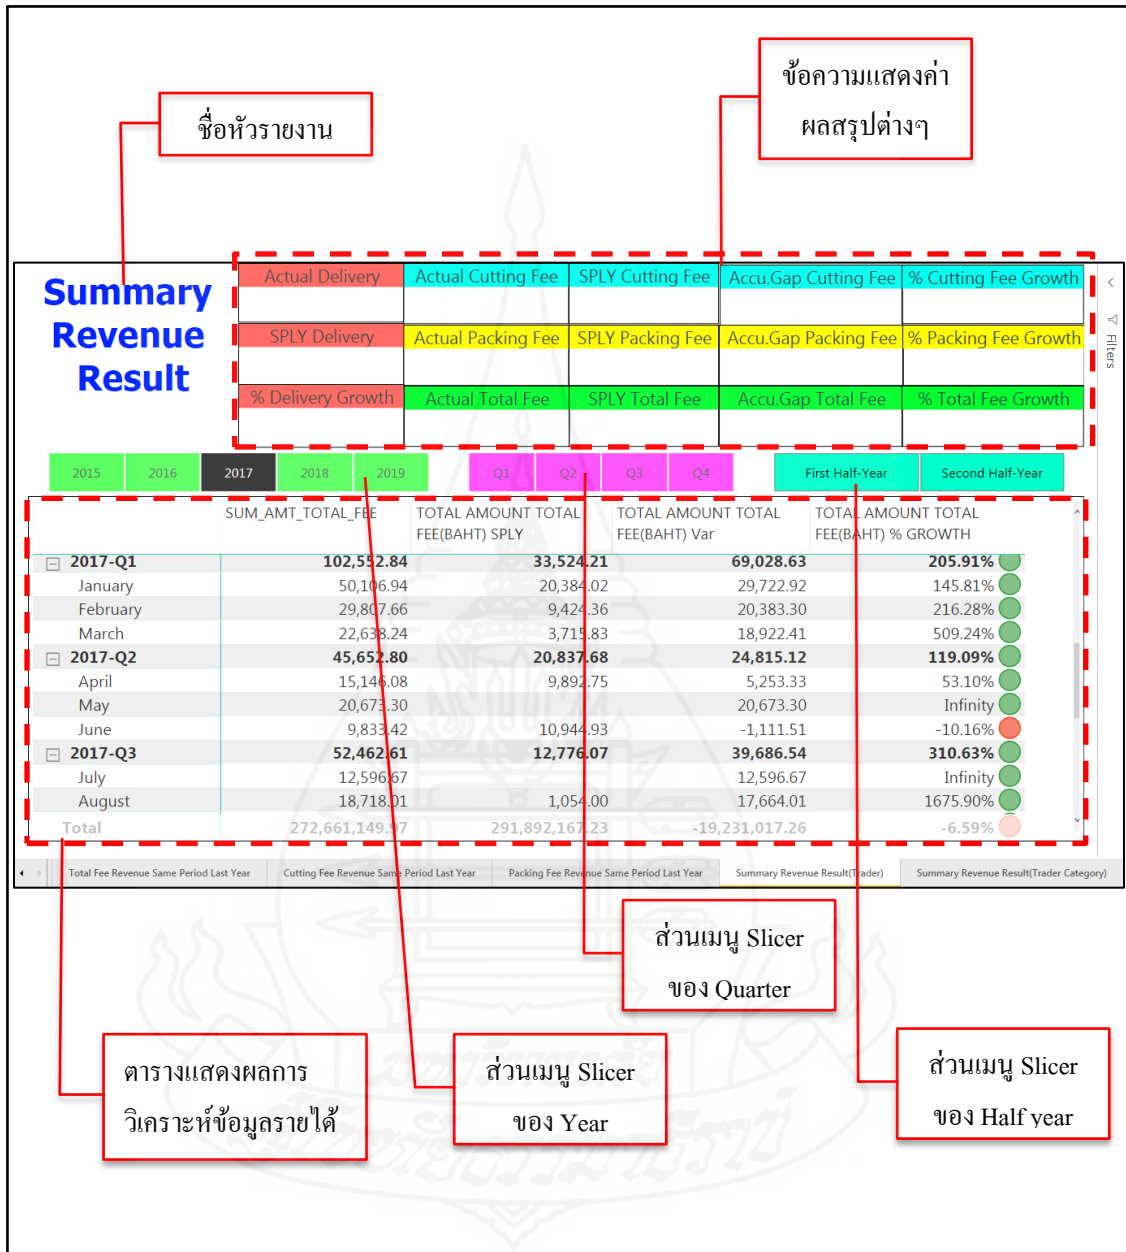 ข้อความแสดงค่า
ผลสรุปต่างๆ
ชื่อหัวรายงาน
Summary
Revenue
Result
Actual Delivery Actual Cutting Fee SPLY Cutting Fee Accu.Gap Cutting Fee % Cutting Fee Growth
SPLY Delivery Actual Packing Fee SPLY Packing Fee Accu.Gap Packing Fee % Packing Fee Growth
% Delivery Growth Actual Total Fee SPLY Total Fee Accu.Gap Total Fee % Total Fee Growth
Filters
2015 2016 2017 2018 2019 Q1 Q2 Q3 Q4 First Half-Year Second Half-Year
SUM_AMT_TOTAL_FEE TOTAL AMOUNT TOTAL TOTAL AMOUNT TOTAL TOTAL AMOUNT TOTAL
FEE(BAHT) SPLY FEE(BAHT) Var FEE(BAHT) % GROWTH
2017-Q1 102,552.84 33,524.21 69,028.63 205.91%
January 50,106.94 20,384.02 29,722.92 145.81%
February 29,807.66 9,424.36 20,383.30 216.28%
March 22,638.24 3,715.83 18,922.41 509.24%
2017-Q2 45,652.80 20,837.68 24,815.12 119.09%
April 15,146.08 9,892.75 5,253.33 53.10%
May 20,673.30 20,673.30 Infinity
June 9,833.42 10,944.93 -1,111.51 -10.16%
2017-Q3 52,462.61 12,776.07 39,686.54 310.63%
July 12,596.67 12,596.67 Infinity
August 18,718.01 1,054.00 17,664.01 1675.90%
Total 272,661,149.97 291,892,167.23 -19,231,017.26 -6.59%
Total Fee Revenue Same Period Last Year Cutting Fee Revenue Same Period Last Year Packing Fee Revenue Same Period Last Year Summary Revenue Result(Trader) Summary Revenue Result(Trader Category)
ส่วนเมนู Slicer
ของ Quarter
ตารางแสดงผลการ
วิเคราะห์ข้อมูลรายได้
ส่วนเมนู Slicer
ของ Year
ส่วนเมนู Slicer
ของ Half year